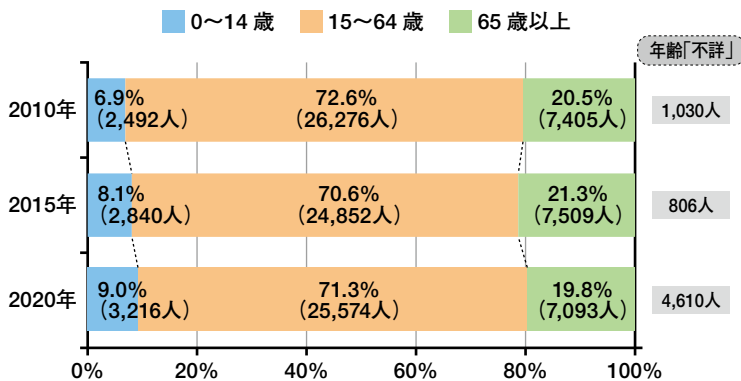 0〜14 歳 15〜64 歳 65 歳以上
年齢「不詳」
2010年 6.9% 72.6% 20.5%
(2,492人) (26,276人) (7,405人) 1,030人
2015年 8.1% 70.6% 21.3%
(2,840人) (24,852人) (7,509人) 806人
2020年 9.0% 71.3% 19.8%
(3,216人) (25,574人) (7,093人) 4,610人
0% 20% 40% 60% 80% 100%